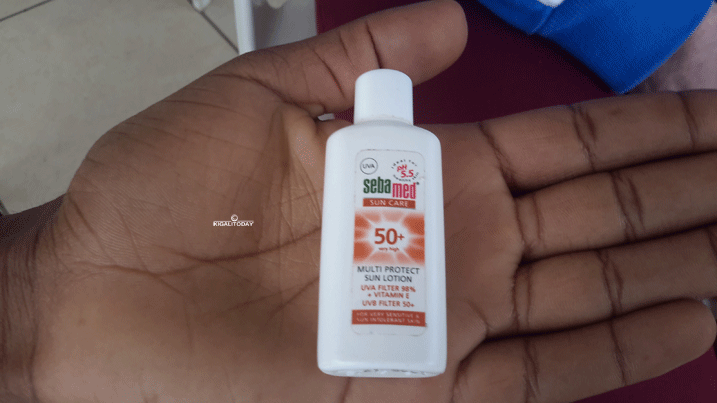 UVA
pH
5.5
sebamed
SUN CARE
50+
very high
MULTI PROTECT
SUN LOTION
UVA FILTER 98%
+ VITAMIN E
UVB FILTER 50+
FOR VERY SENSITIVE &
SUN INTOLERANT SKIN
©
KIGALITODAY